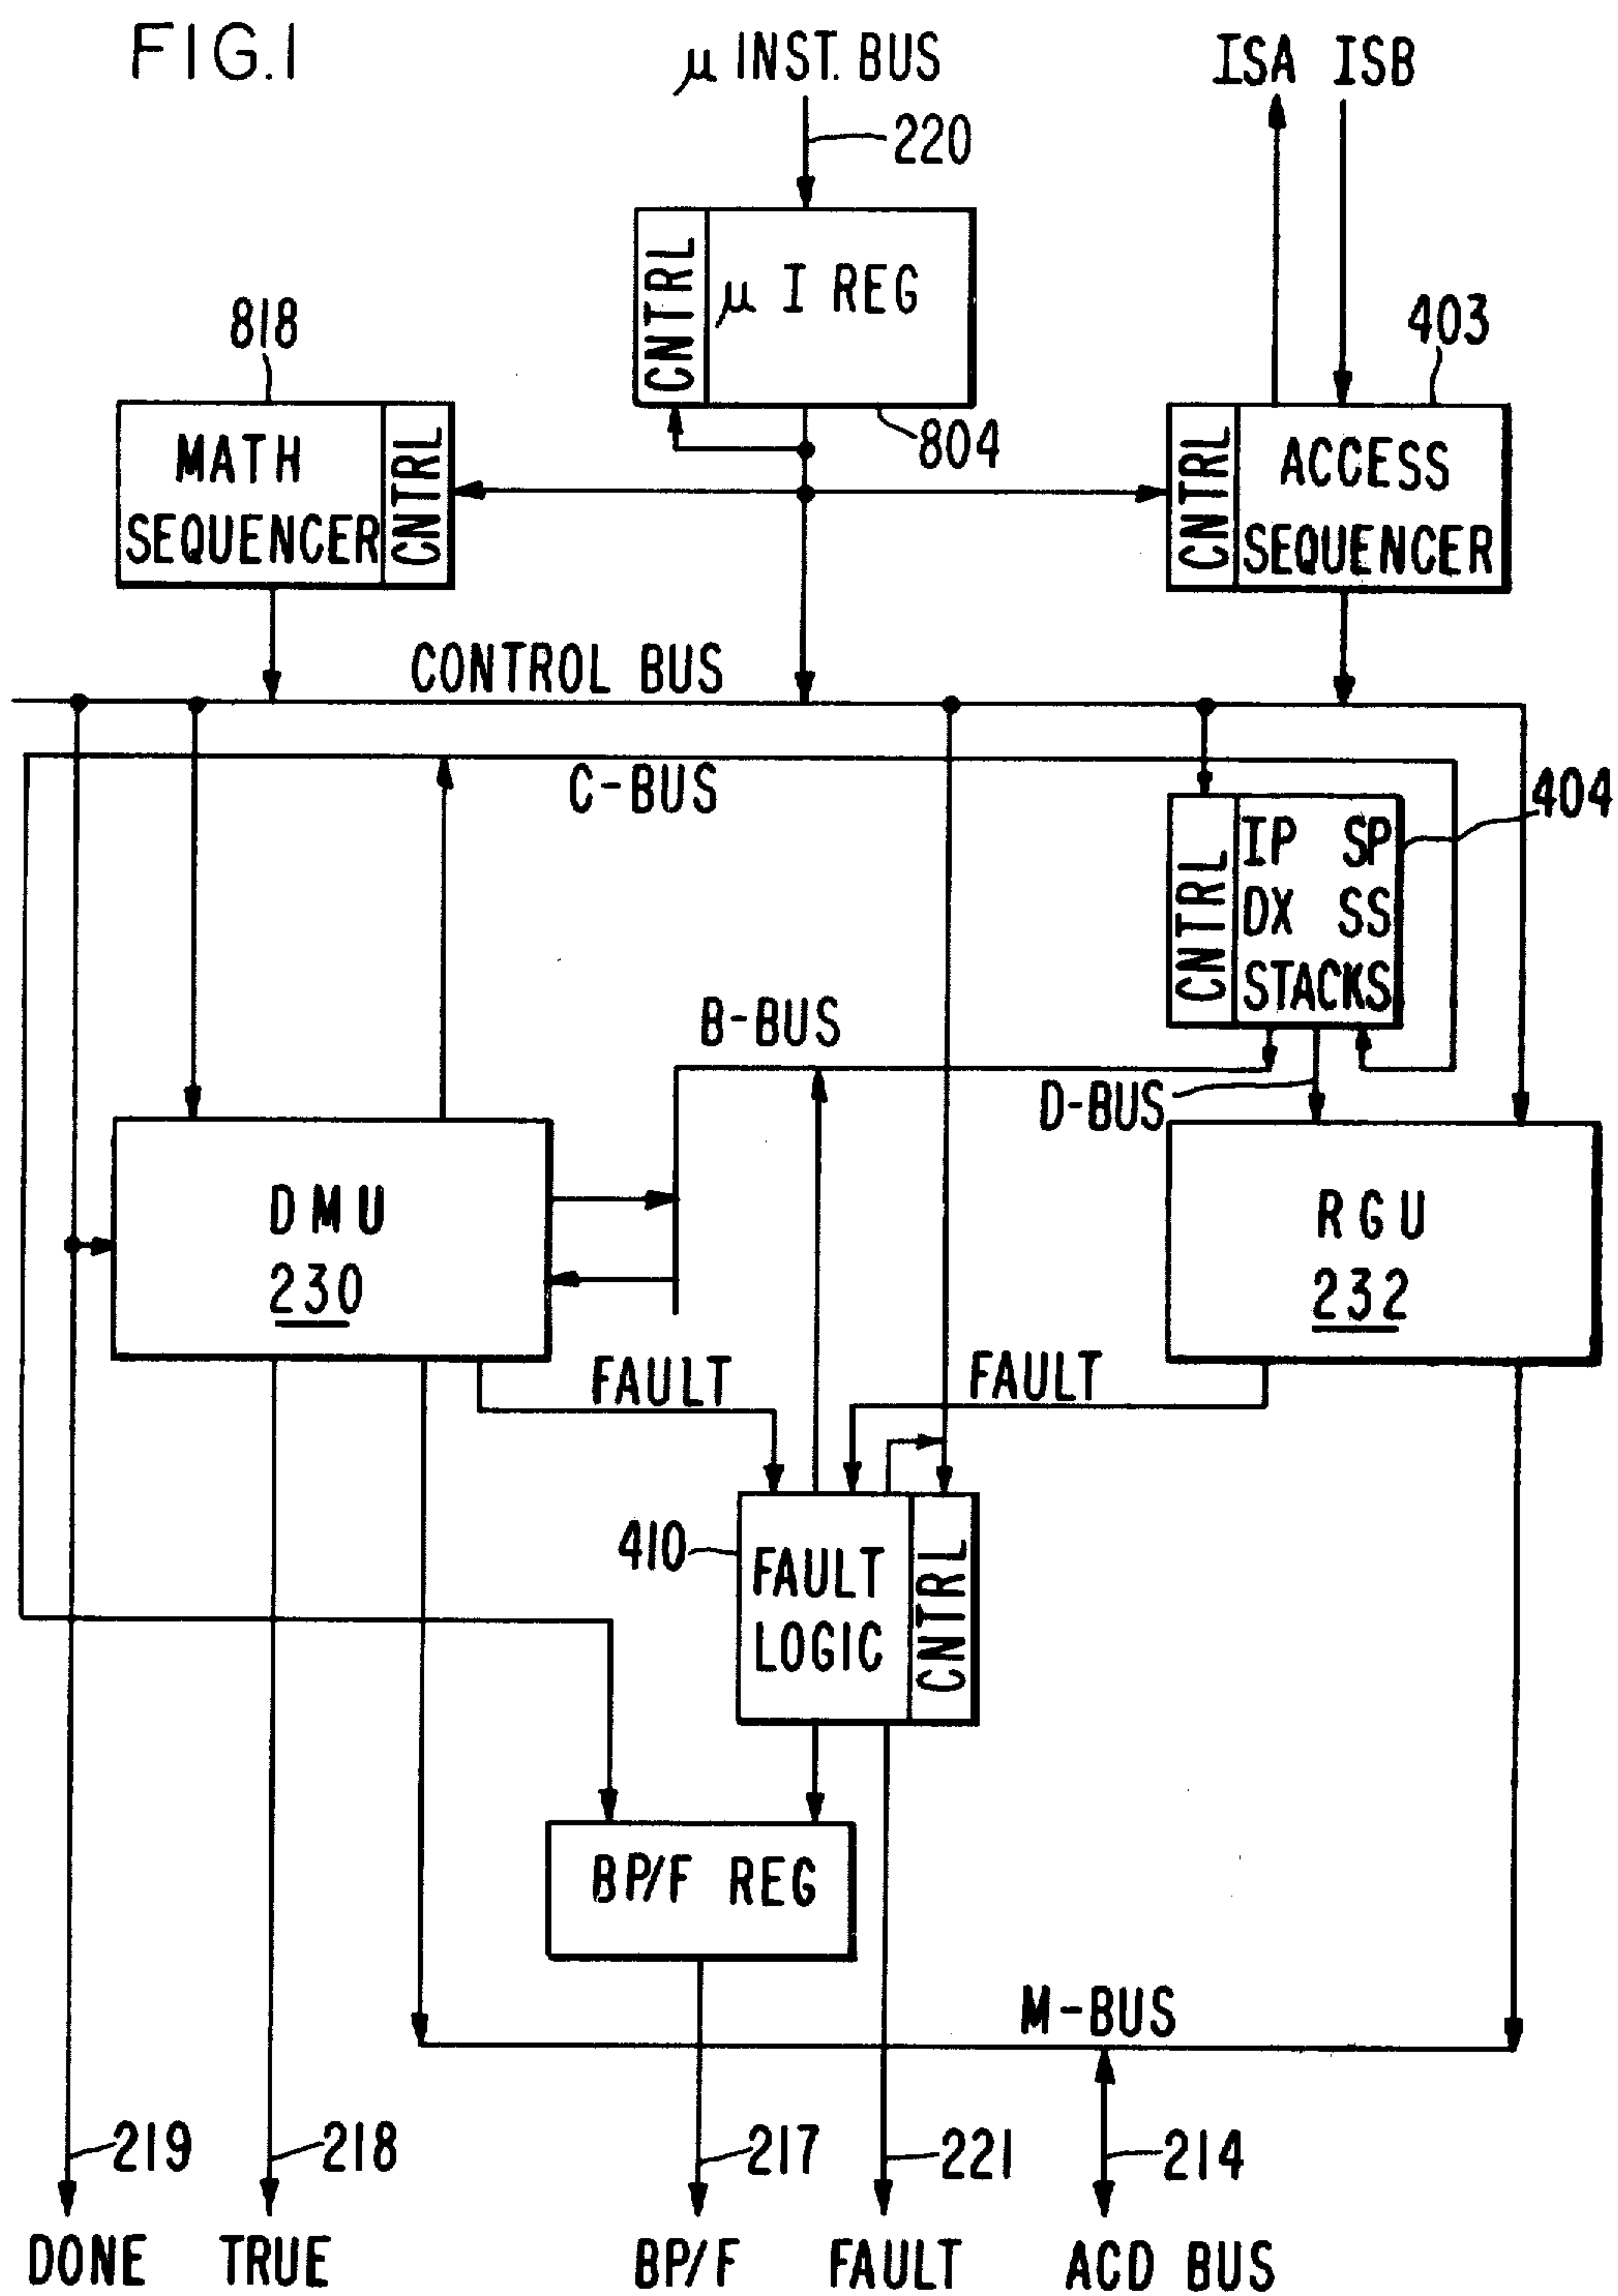 FIG.1
μ INST. BUS
ISA ISB
220
CNTRL
μ I REG
818
403
804
MATH
SEQUENCER
CNTRL
CNTRL
ACCESS
SEQUENCER
CONTROL BUS
C-BUS
404
CNTRL
IP SP
DX SS
STACKS
B-BUS
D-BUS
DMU
230
RGU
232
FAULT
FAULT
410
FAULT
LOGIC
CNTRL
BP/F REG
M-BUS
219
218
217
221
214
DONE
TRUE
BP/F
FAULT
ACD BUS